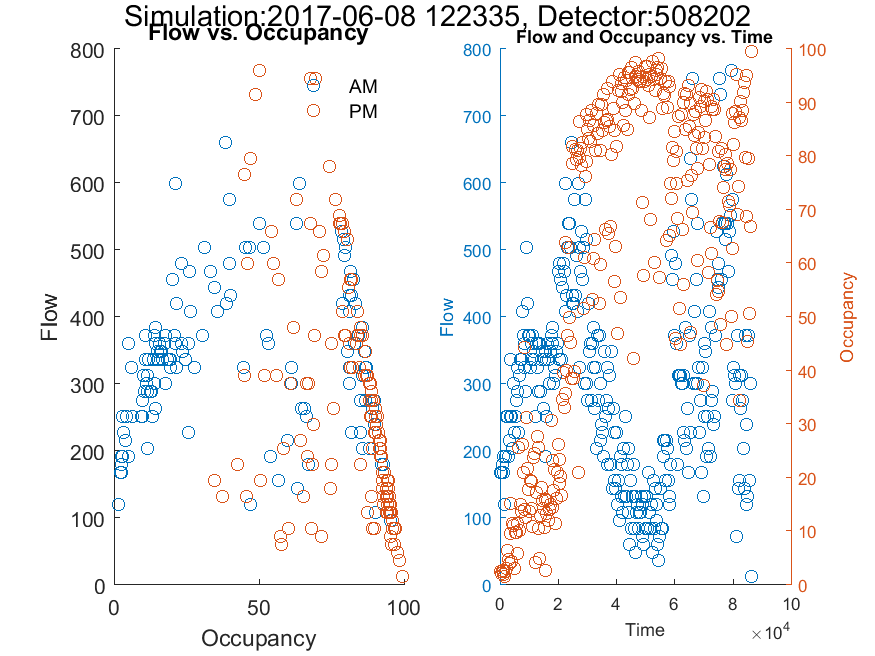 Simulation:2017-06-08 122335, Detector:508202
Flow vs. Occupancy
800
700
600
500
400
300
200
100
0
Flow
0 50 100
Occupancy
AM
PM
Flow and Occupancy vs. Time
800
700
600
500
400
300
200
100
0
Flow
100
90
80
70
60
50
40
30
20
10
0
Occupancy
0 2 4 6 8 10
Time
×10⁴